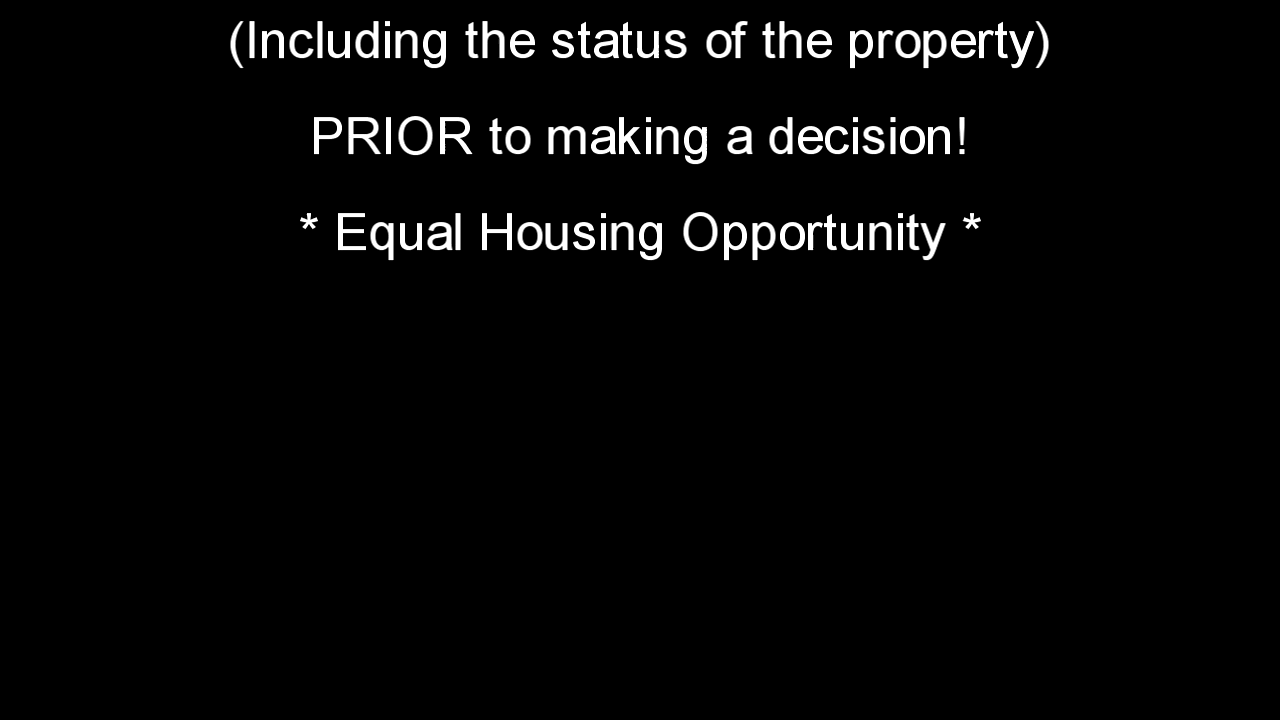 (Including the status of the property)
PRIOR to making a decision!
* Equal Housing Opportunity *